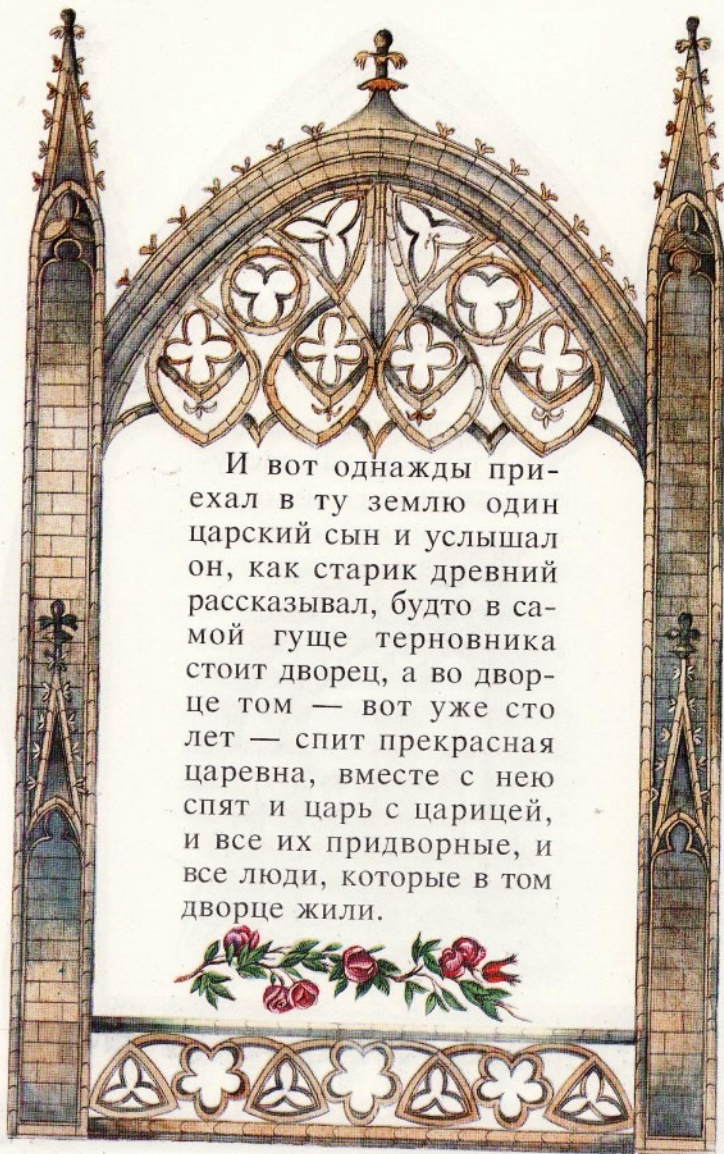 И вот однажды при-
ехал в ту землю один
царский сын и услышал
он, как старик древний
рассказывал, будто в са-
мой гуще терновника
стоит дворец, а во двор-
це том — вот уже сто
лет — спит прекрасная
царевна, вместе с нею
спят и царь с царицей,
и все их придворные, и
все люди, которые в том
дворце жили.